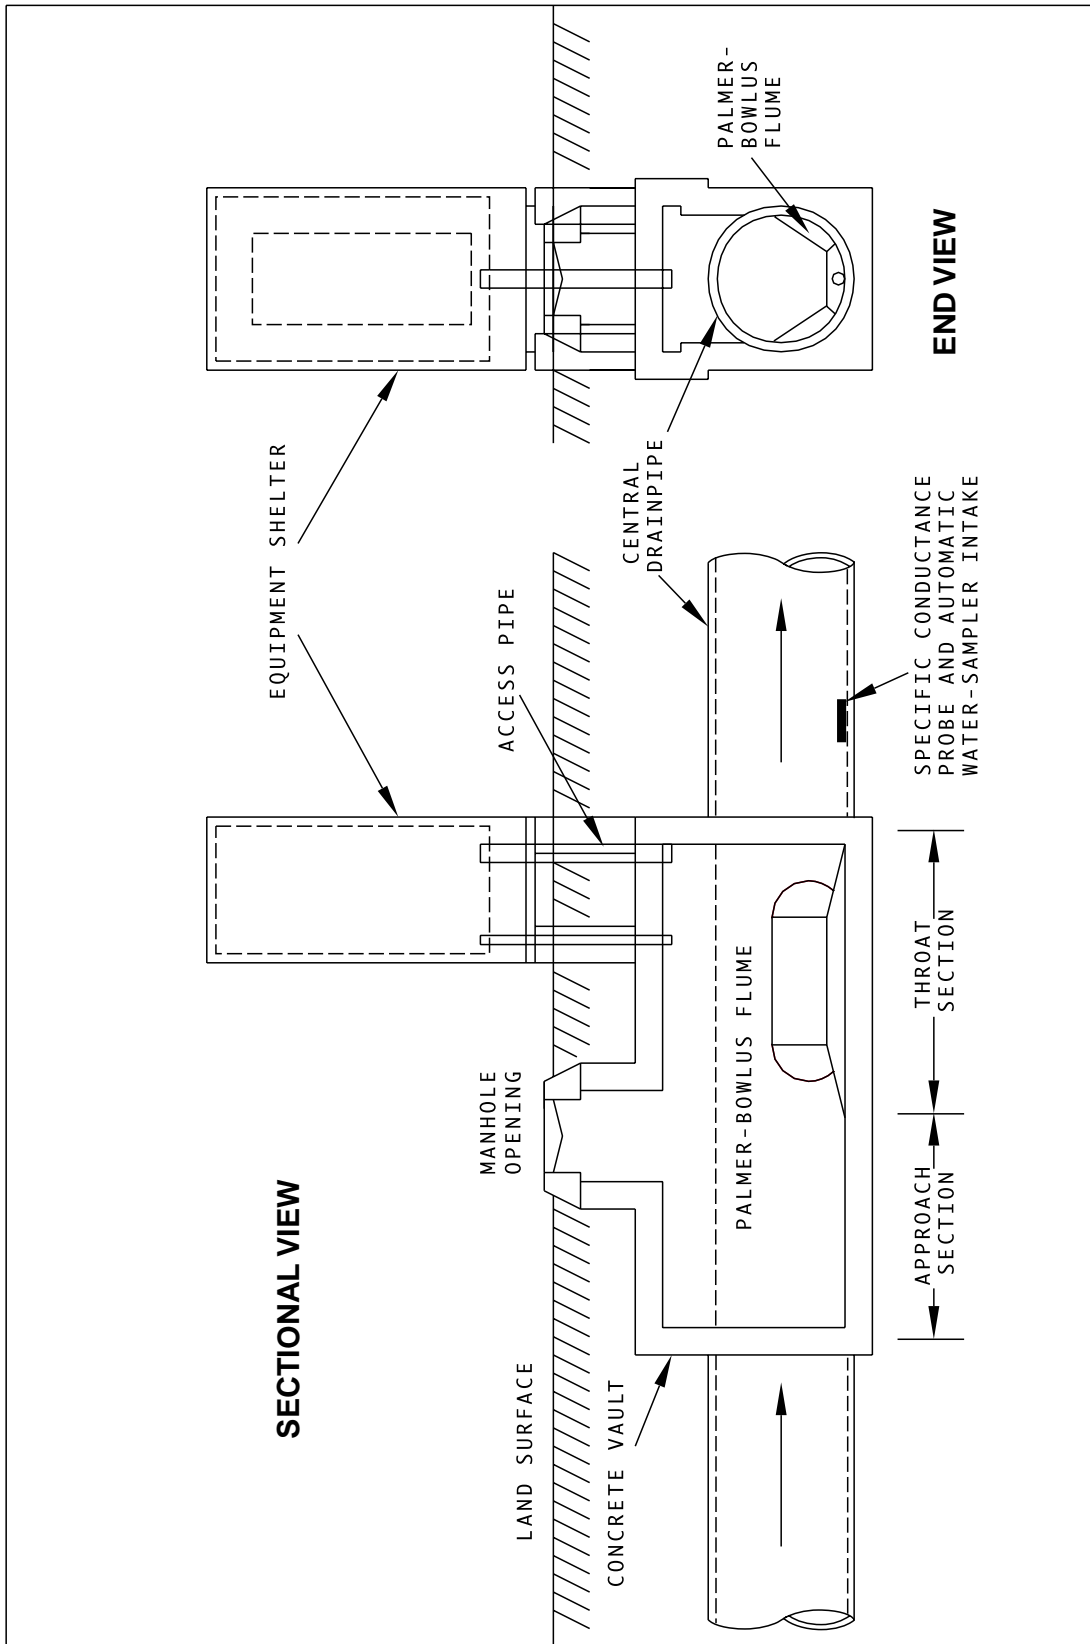 SECTIONAL VIEW
EQUIPMENT SHELTER
LAND SURFACE
MANHOLE
OPENING
ACCESS PIPE
CONCRETE VAULT
CENTRAL
DRAINPIPE
PALMER-
BOWLUS
FLUME
PALMER-BOWLUS FLUME
APPROACH
SECTION
THROAT
SECTION
SPECIFIC CONDUCTANCE
PROBE AND AUTOMATIC
WATER-SAMPLER INTAKE
END VIEW